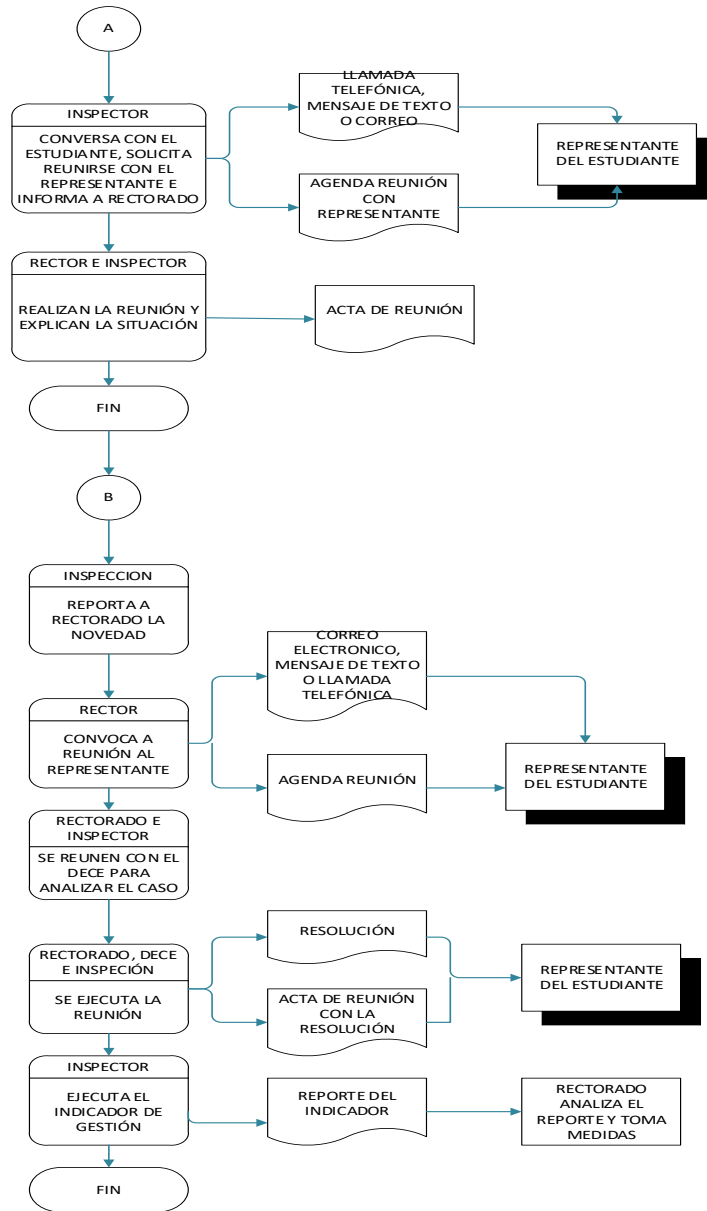 A
INSPECTOR
CONVERSA CON EL
ESTUDIANTE, SOLICITA
REUNIRSE CON EL
REPRESENTANTE E
INFORMA A RECTORADO
LLAMADA
TELEFÓNICA,
MENSAJE DE TEXTO
O CORREO
AGENDA REUNIÓN
CON
REPRESENTANTE
REPRESENTANTE
DEL ESTUDIANTE
RECTOR E INSPECTOR
REALIZAN LA REUNIÓN Y
EXPLICAN LA SITUACIÓN
ACTA DE REUNIÓN
FIN
B
INSPECCION
REPORTA A
RECTORADO LA
NOVEDAD
RECTOR
CONVOCA A
REUNIÓN AL
REPRESENTANTE
CORREO
ELECTRONICO,
MENSAJE DE TEXTO
O LLAMADA
TELEFÓNICA
AGENDA REUNIÓN
REPRESENTANTE
DEL ESTUDIANTE
RECTORADO E
INSPECTOR
SE REUNEN CON EL
DECE PARA
ANALIZAR EL CASO
RECTORADO, DECE
E INSPECIÓN
SE EJECUTA LA
REUNIÓN
RESOLUCIÓN
ACTA DE REUNIÓN
CON LA
RESOLUCIÓN
REPRESENTANTE
DEL ESTUDIANTE
INSPECTOR
EJECUTA EL
INDICADOR DE
GESTIÓN
REPORTE DEL
INDICADOR
RECTORADO
ANALIZA EL
REPORTE Y TOMA
MEDIDAS
FIN